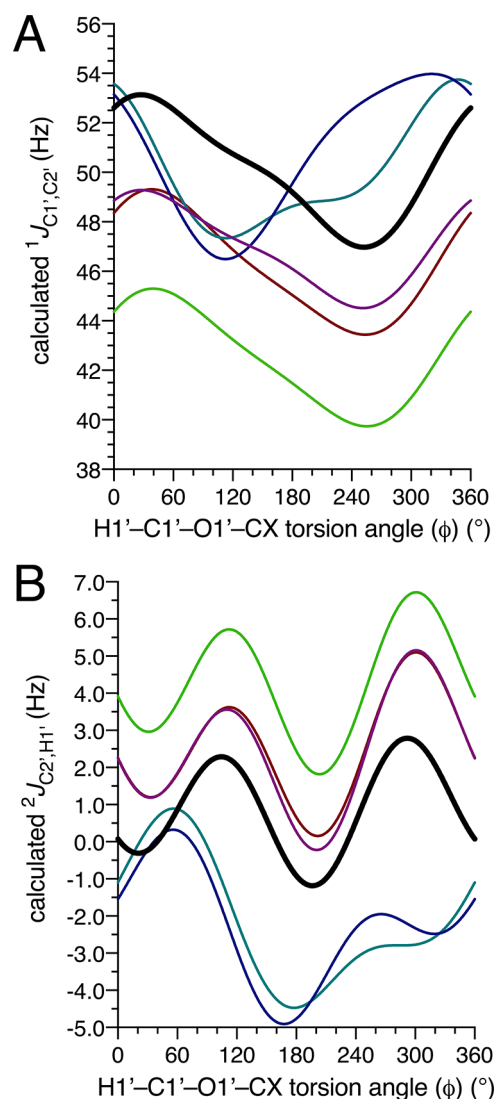 A
56
54
52
50
48
46
44
42
40
38
calculated ¹J_C1',C2' (Hz)
0 60 120 180 240 300 360
H1'–C1'–O1'–CX torsion angle (ϕ) (°)
B
7.0
6.0
5.0
4.0
3.0
2.0
1.0
0.0
-1.0
-2.0
-3.0
-4.0
-5.0
calculated ²J_C2',H1' (Hz)
0 60 120 180 240 300 360
H1'–C1'–O1'–CX torsion angle (ϕ) (°)